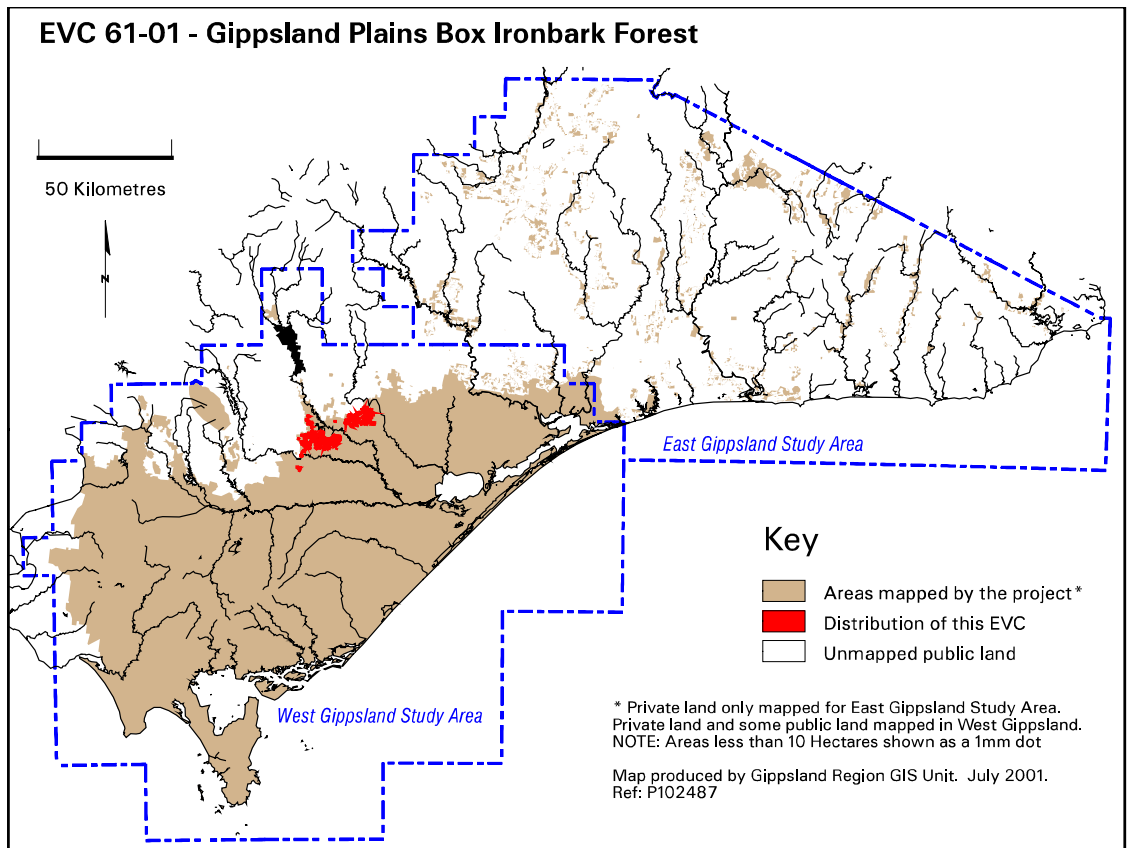 EVC 61-01 - Gippsland Plains Box Ironbark Forest
50 Kilometres
N
East Gippsland Study Area
West Gippsland Study Area
Key
Areas mapped by the project*
Distribution of this EVC
Unmapped public land
* Private land only mapped for East Gippsland Study Area.
Private land and some public land mapped in West Gippsland.
NOTE: Areas less than 10 Hectares shown as a 1mm dot
Map produced by Gippsland Region GIS Unit. July 2001.
Ref: P102487